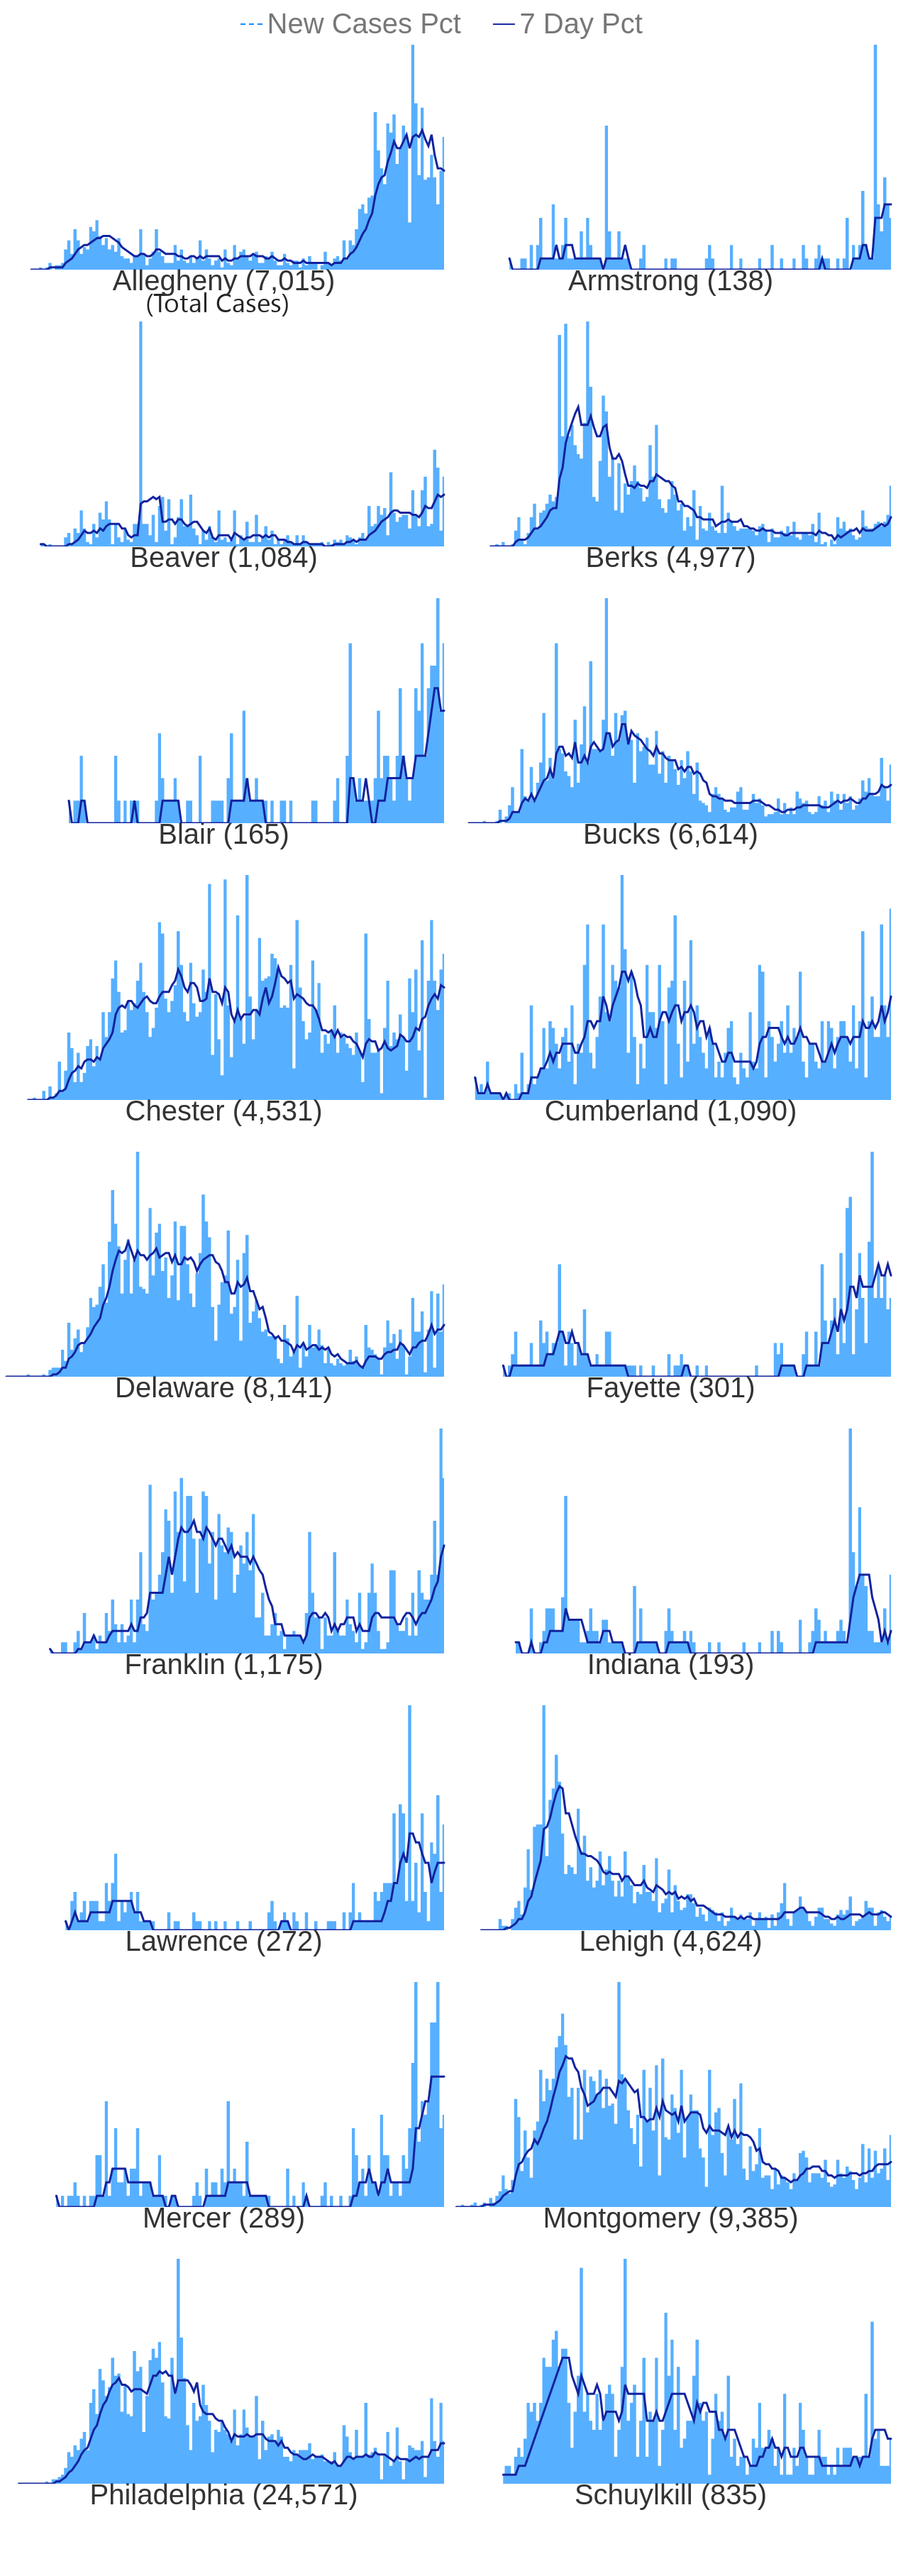 New Cases Pct 7 Day Pct
Allegheny (7,015) Armstrong (138)
(Total Cases)
Beaver (1,084) Berks (4,977)
Blair (165) Bucks (6,614)
Chester (4,531) Cumberland (1,090)
Delaware (8,141) Fayette (301)
Franklin (1,175) Indiana (193)
Lawrence (272) Lehigh (4,624)
Mercer (289) Montgomery (9,385)
Philadelphia (24,571) Schuylkill (835)